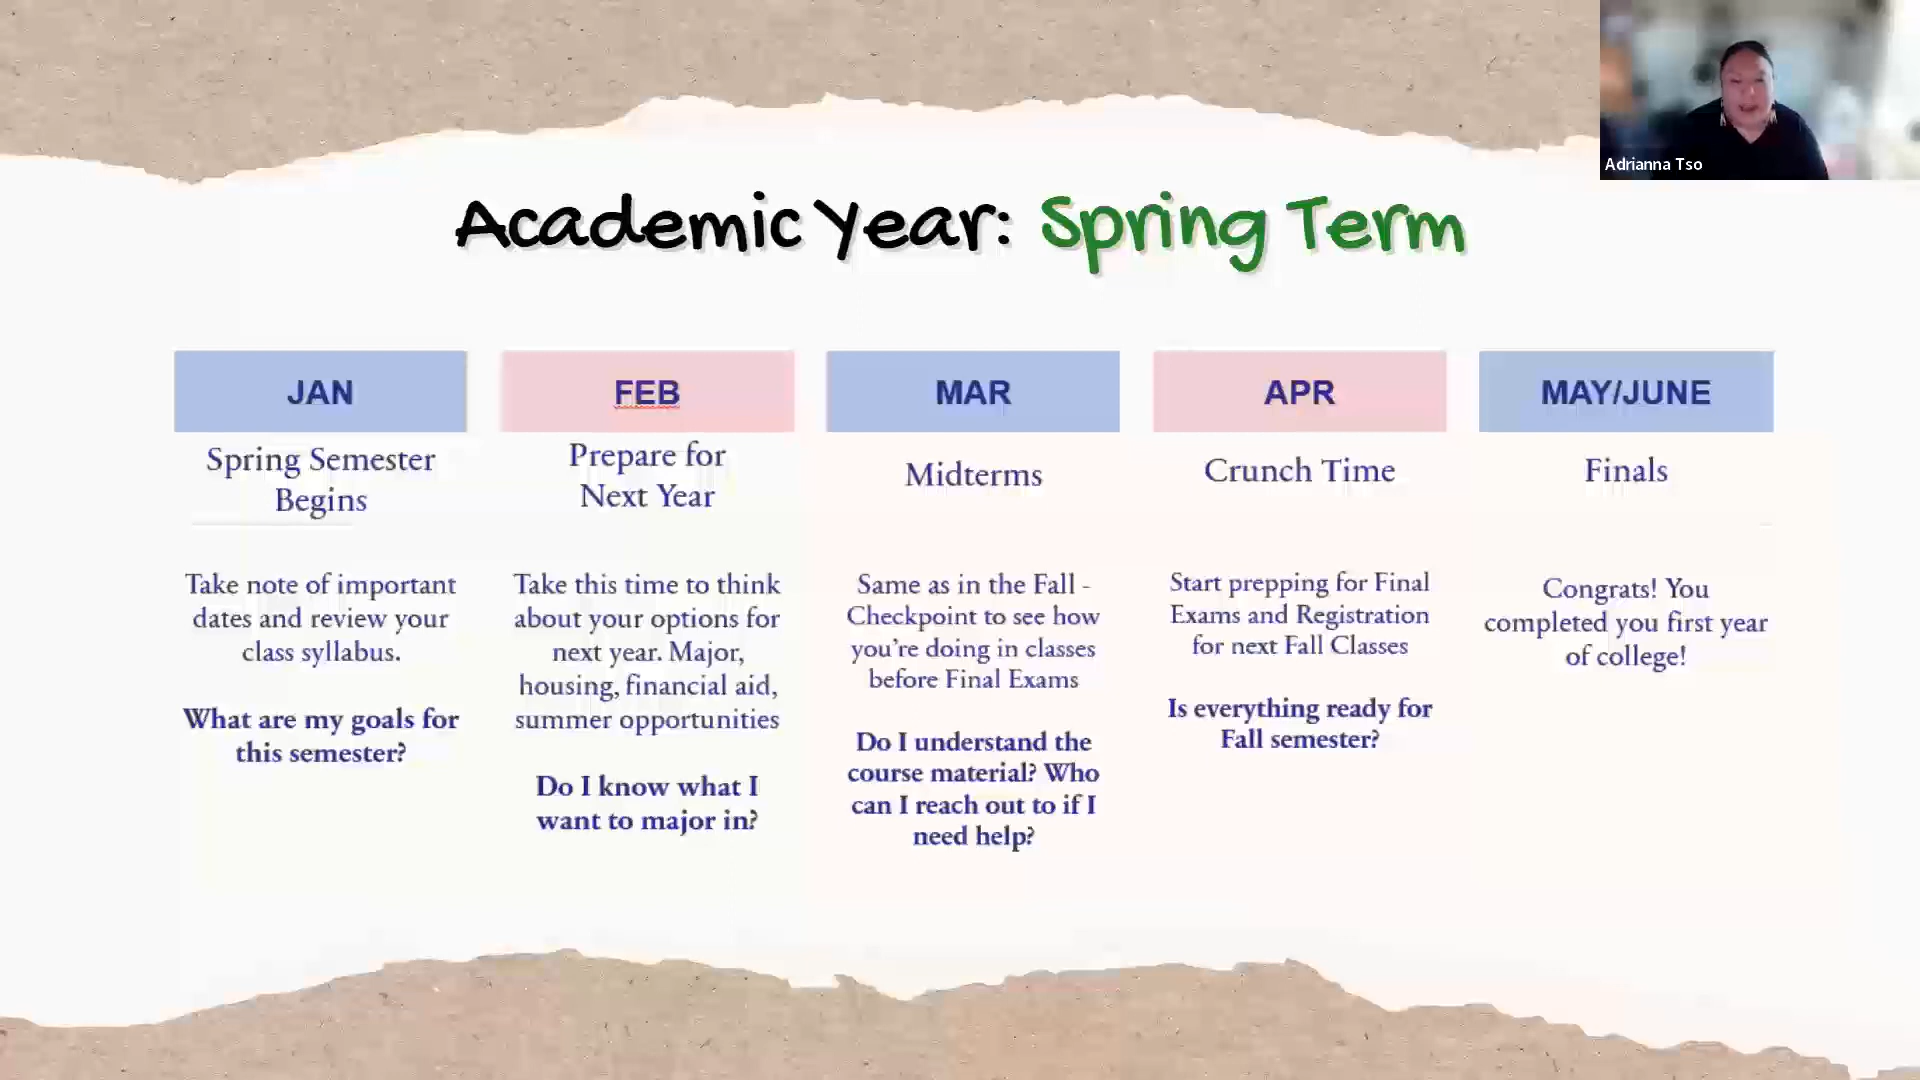 Adrianna Tso
Academic Year: Spring Term
JAN
Spring Semester
Begins
Take note of important
dates and review your
class syllabus.
What are my goals for
this semester?
FEB
Prepare for
Next Year
Take this time to think
about your options for
next year. Major,
housing, financial aid,
summer opportunities
Do I know what I
want to major in?
MAR
Midterms
Same as in the Fall -
Checkpoint to see how
you're doing in classes
before Final Exams
Do I understand the
course material? Who
can I reach out to if I
need help?
APR
Crunch Time
Start prepping for Final
Exams and Registration
for next Fall Classes
Is everything ready for
Fall semester?
MAY/JUNE
Finals
Congrats! You
completed you first year
of college!